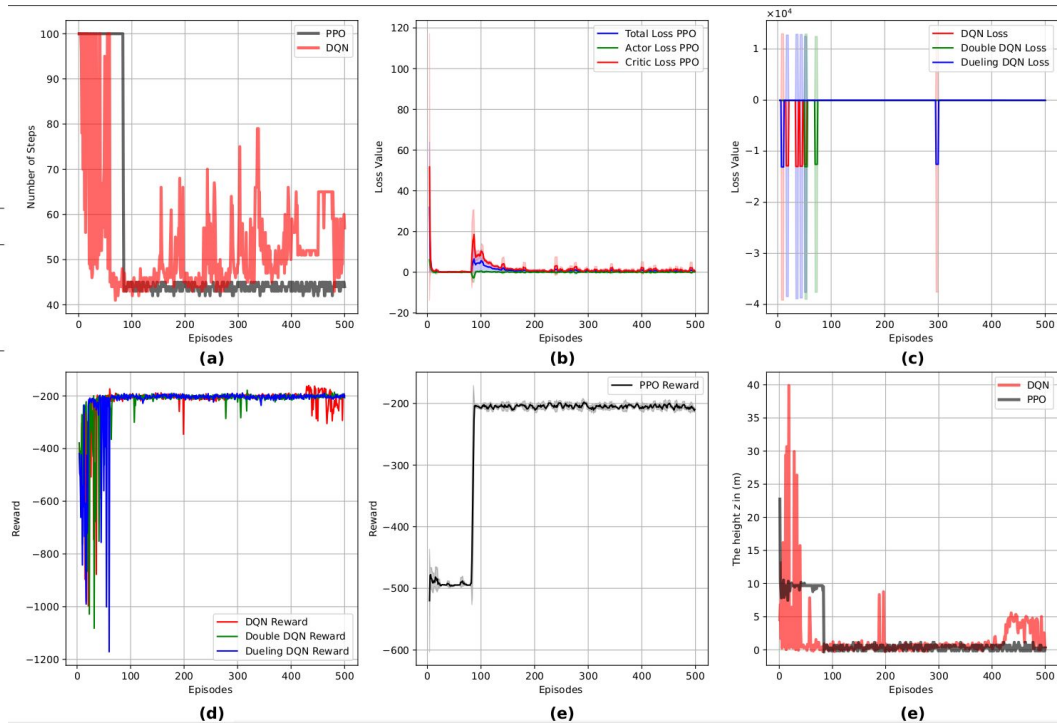 100
90
80
70
60
50
40
Number of Steps
0
100
200
300
400
500
Episodes
PPO
DQN
(a)
120
100
80
60
40
20
0
−20
Loss Value
0
100
200
300
400
500
Episodes
Total Loss PPO
Actor Loss PPO
Critic Loss PPO
(b)
×10⁴
1
0
−1
−2
−3
−4
Loss Value
0
100
200
300
400
500
Episodes
DQN Loss
Double DQN Loss
Dueling DQN Loss
(c)
−200
−400
−600
−800
−1000
−1200
Reward
0
100
200
300
400
500
Episodes
DQN Reward
Double DQN Reward
Dueling DQN Reward
(d)
−200
−300
−400
−500
−600
Reward
0
100
200
300
400
500
Episodes
PPO Reward
(e)
40
35
30
25
20
15
10
5
0
The height z in (m)
0
100
200
300
400
500
Episodes
DQN
PPO
(e)